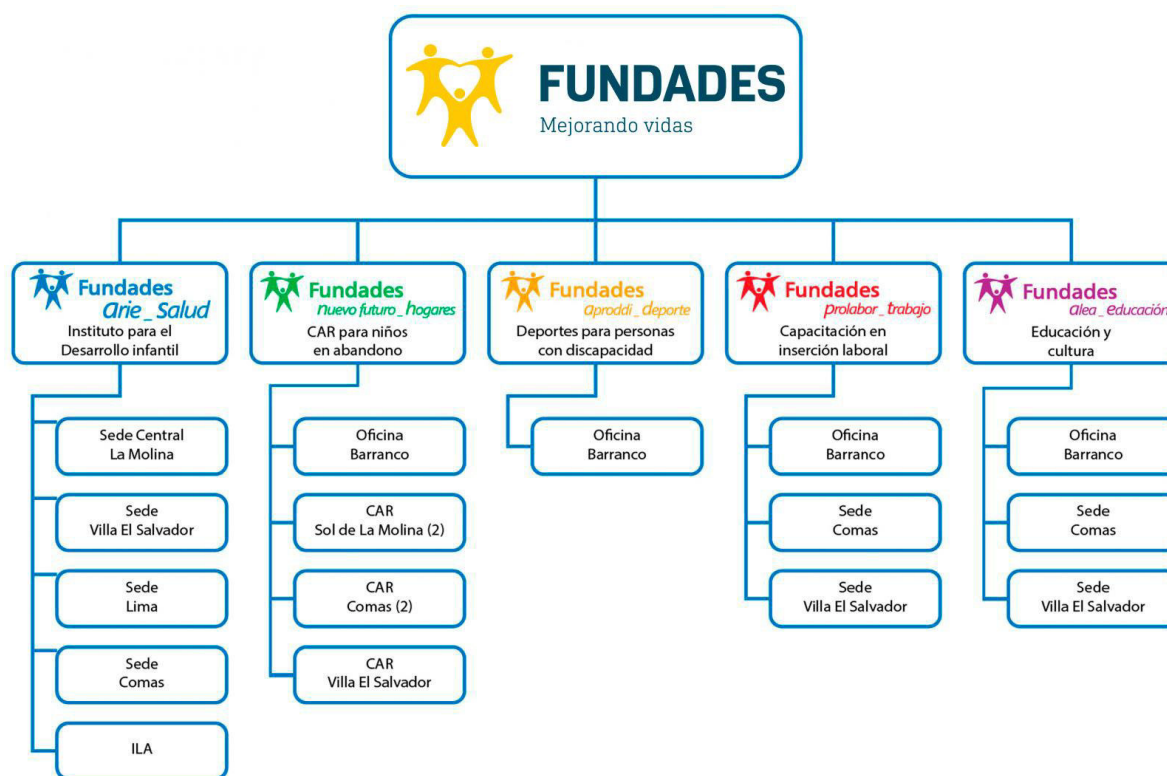 FUNDADES
Mejorando vidas
Fundades
arie_Salud
Instituto para el
Desarrollo infantil
Sede Central
La Molina
Sede
Villa El Salvador
Sede
Lima
Sede
Comas
ILA
Fundades
nuevo futuro_hogares
CAR para niños
en abandono
Oficina
Barranco
CAR
Sol de La Molina (2)
CAR
Comas (2)
CAR
Villa El Salvador
Fundades
aproddi_deporte
Deportes para personas
con discapacidad
Oficina
Barranco
Fundades
prolabor_trabajo
Capacitación en
inserción laboral
Oficina
Barranco
Sede
Comas
Sede
Villa El Salvador
Fundades
alea_educación
Educación y
cultura
Oficina
Barranco
Sede
Comas
Sede
Villa El Salvador